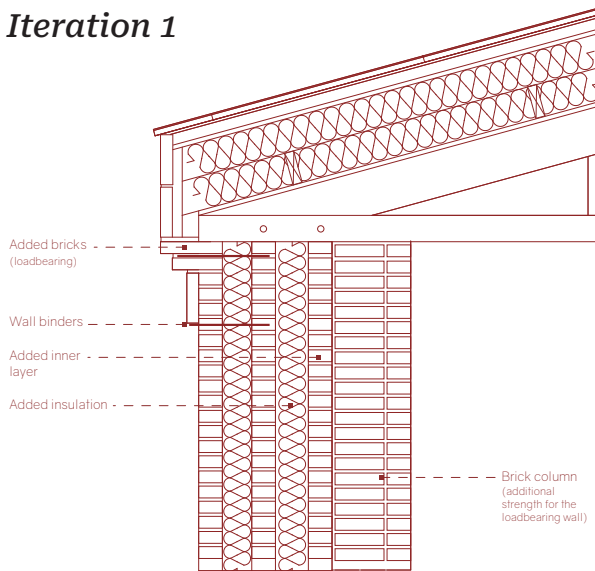 Iteration 1
Added bricks
(loadbearing)
Wall binders
Added inner
layer
Added insulation
Brick column
(additional
strength for the
loadbearing wall)